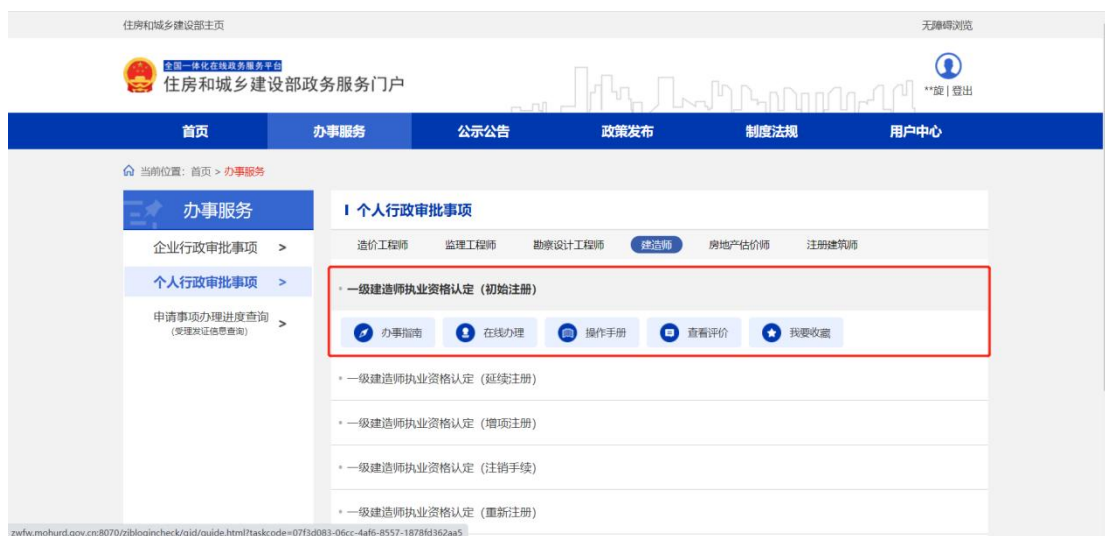 住房和城乡建设部主页
无障碍浏览
全国一体化在线政务服务平台
住房和城乡建设部政务服务门户
**旋 | 登出
首页
办事服务
公示公告
政策发布
制度法规
用户中心
当前位置：首页 > 办事服务
办事服务
个人行政审批事项
企业行政审批事项 >
造价工程师
监理工程师
勘察设计工程师
建造师
房地产估价师
注册建筑师
个人行政审批事项 >
一级建造师执业资格认定（初始注册）
申请事项办理进度查询 >
(受理发证信息查询)
办事指南
在线办理
操作手册
查看评价
我要收藏
一级建造师执业资格认定（延续注册）
一级建造师执业资格认定（增项注册）
一级建造师执业资格认定（注销手续）
一级建造师执业资格认定（重新注册）
zwfw.mohurd.gov.cn:8070/ziblogincheck/gid/guide.html?taskcode=07f3d083-06cc-4af6-8557-1878fd362aa5